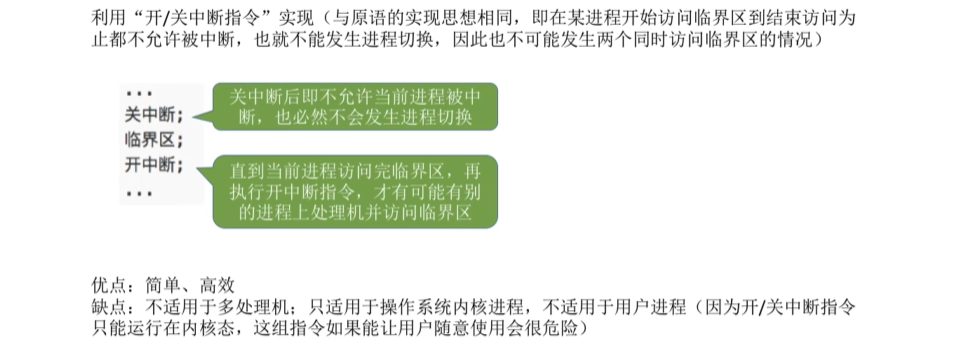 利用“开/关中断指令”实现（与原语的实现思想相同，即在某进程开始访问临界区到结束访问为
止都不允许被中断，也就不能发生进程切换，因此也不可能发生两个同时访问临界区的情况）
...
关中断；
临界区；
开中断；
...
关中断后即不允许当前进程被中
断，也必然不会发生进程切换
直到当前进程访问完临界区，再
执行开中断指令，才有可能有别
的进程上处理机并访问临界区
优点：简单、高效
缺点：不适用于多处理机；只适用于操作系统内核进程，不适用于用户进程（因为开/关中断指令
只能运行在内核态，这组指令如果能让用户随意使用会很危险）